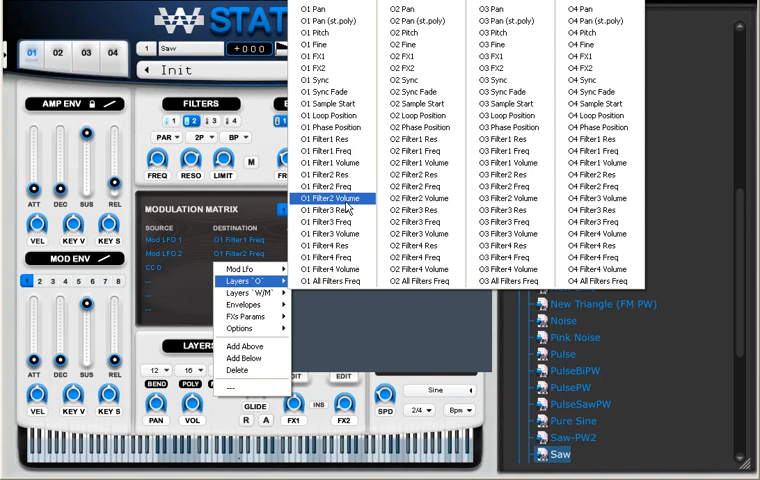 STAT
01 02 03 04
1 Saw +000
Init
AMP ENV
ATT DEC SUS REL
VEL KEY V KEY S
MOD ENV
1 2 3 4 5 6 7 8
ATT DEC SUS REL
VEL KEY V KEY S
FILTERS
1 2 3 4
PAR 2P BP
FREQ RESO LIMIT M
MODULATION MATRIX
SOURCE DESTINATION
Mod LFO 1 O1 Filter1 Freq
Mod LFO 2 O1 Filter2 Freq
CC 0
Mod Lfo
Layers `O`
Layers `W/M`
Envelopes
FXs Params
Options
Add Above
Add Below
Delete
---
O1 Pan
O1 Pan (st.poly)
O1 Pitch
O1 Fine
O1 FX1
O1 FX2
O1 Sync
O1 Sync Fade
O1 Sample Start
O1 Loop Position
O1 Phase Position
O1 Filter1 Res
O1 Filter1 Freq
O1 Filter1 Volume
O1 Filter2 Res
O1 Filter2 Freq
O1 Filter2 Volume
O1 Filter3 Res
O1 Filter3 Freq
O1 Filter3 Volume
O1 Filter4 Res
O1 Filter4 Freq
O1 Filter4 Volume
O1 All Filters Freq
O2 Pan
O2 Pan (st.poly)
O2 Pitch
O2 Fine
O2 FX1
O2 FX2
O2 Sync
O2 Sync Fade
O2 Sample Start
O2 Loop Position
O2 Phase Position
O2 Filter1 Res
O2 Filter1 Freq
O2 Filter1 Volume
O2 Filter2 Res
O2 Filter2 Freq
O2 Filter2 Volume
O2 Filter3 Res
O2 Filter3 Freq
O2 Filter3 Volume
O2 Filter4 Res
O2 Filter4 Freq
O2 Filter4 Volume
O2 All Filters Freq
O3 Pan
O3 Pan (st.poly)
O3 Pitch
O3 Fine
O3 FX1
O3 FX2
O3 Sync
O3 Sync Fade
O3 Sample Start
O3 Loop Position
O3 Phase Position
O3 Filter1 Res
O3 Filter1 Freq
O3 Filter1 Volume
O3 Filter2 Res
O3 Filter2 Freq
O3 Filter2 Volume
O3 Filter3 Res
O3 Filter3 Freq
O3 Filter3 Volume
O3 Filter4 Res
O3 Filter4 Freq
O3 Filter4 Volume
O3 All Filters Freq
O4 Pan
O4 Pan (st.poly)
O4 Pitch
O4 Fine
O4 FX1
O4 FX2
O4 Sync
O4 Sync Fade
O4 Sample Start
O4 Loop Position
O4 Phase Position
O4 Filter1 Res
O4 Filter1 Freq
O4 Filter1 Volume
O4 Filter2 Res
O4 Filter2 Freq
O4 Filter2 Volume
O4 Filter3 Res
O4 Filter3 Freq
O4 Filter3 Volume
O4 Filter4 Res
O4 Filter4 Freq
O4 Filter4 Volume
O4 All Filters Freq
LAYERS
12 16
BEND POLY
EDIT EDIT
GLIDE INS
PAN VOL R A FX1 FX2
Sine
SPD 2/4 Bpm
New Triangle (FM PW)
Noise
Pink Noise
Pulse
PulseBiPW
PulsePW
PulseSawPW
Pure Sine
Saw-PW2
Saw